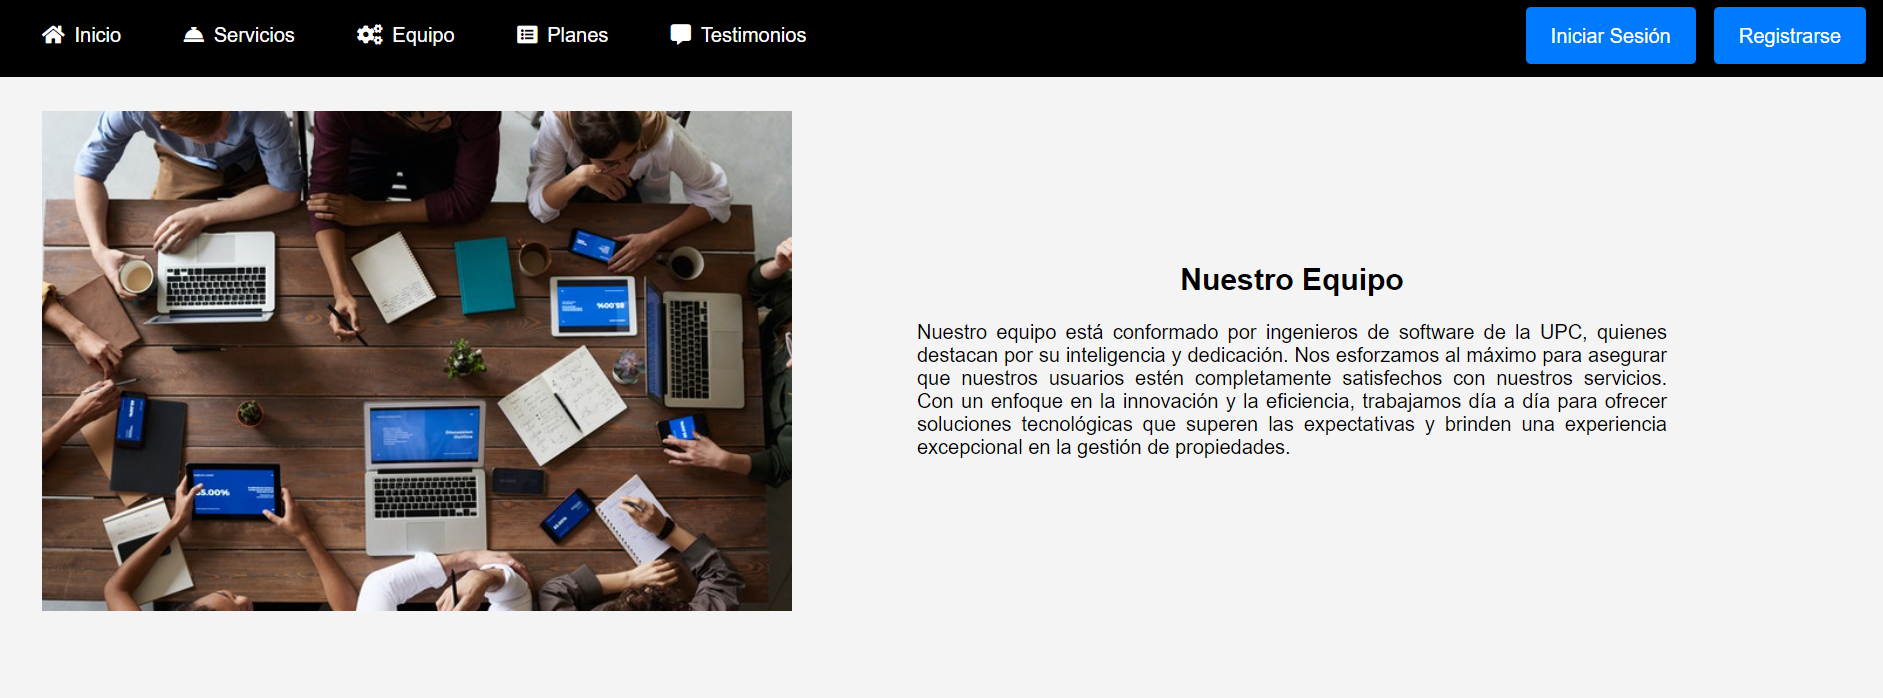 Inicio
Servicios
Equipo
Planes
Testimonios
Iniciar Sesión
Registrarse
85.00%
Nuestro Equipo
Nuestro equipo está conformado por ingenieros de software de la UPC, quienes
destacan por su inteligencia y dedicación. Nos esforzamos al máximo para asegurar
que nuestros usuarios estén completamente satisfechos con nuestros servicios.
Con un enfoque en la innovación y la eficiencia, trabajamos día a día para ofrecer
soluciones tecnológicas que superen las expectativas y brinden una experiencia
excepcional en la gestión de propiedades.